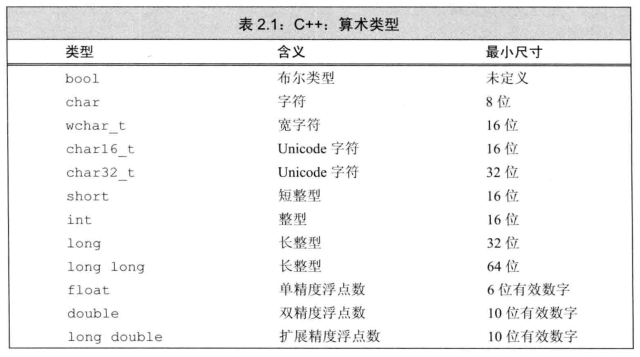 表 2.1：C++：算术类型
类型 含义 最小尺寸
bool 布尔类型 未定义
char 字符 8 位
wchar_t 宽字符 16 位
char16_t Unicode 字符 16 位
char32_t Unicode 字符 32 位
short 短整型 16 位
int 整型 16 位
long 长整型 32 位
long long 长整型 64 位
float 单精度浮点数 6 位有效数字
double 双精度浮点数 10 位有效数字
long double 扩展精度浮点数 10 位有效数字